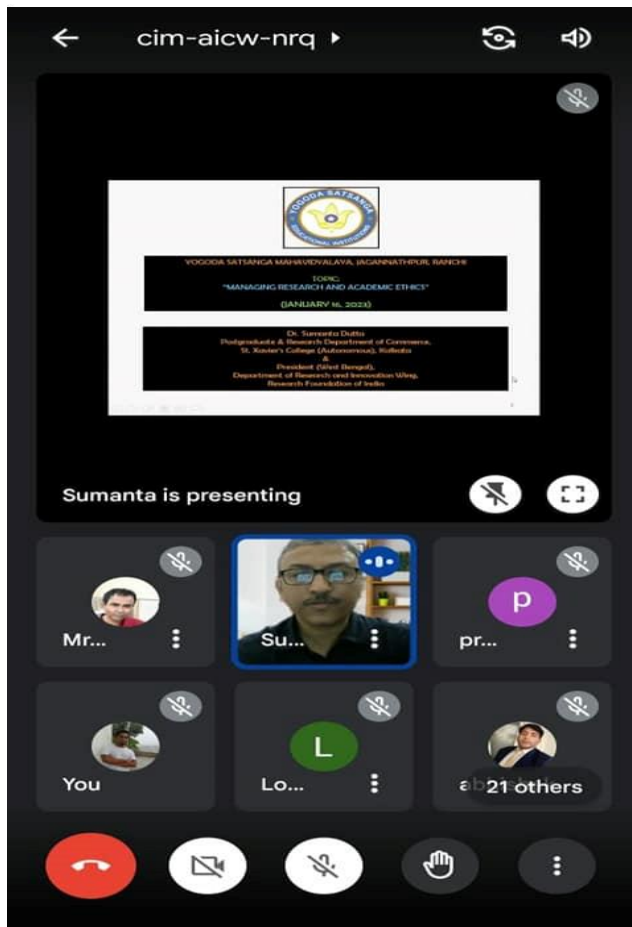 cim-aicw-nrq
YOGODA SATSANGA
EDUCATIONAL INSTITUTIONS
YOGODA SATSANGA MAHAVIDYALAYA, JAGANNATHPUR, RANCHI
TOPIC:
"MANAGING RESEARCH AND ACADEMIC ETHICS"
(JANUARY 16, 2023)
Dr. Sumanta Dutta
Postgraduate & Research Department of Commerce,
St. Xavier's College (Autonomous), Kolkata
&
President (West Bengal),
Department of Research and Innovation Wing,
Research Foundation of India
Sumanta is presenting
Mr...
Su...
p
pr...
You
L
Lo...
21 others